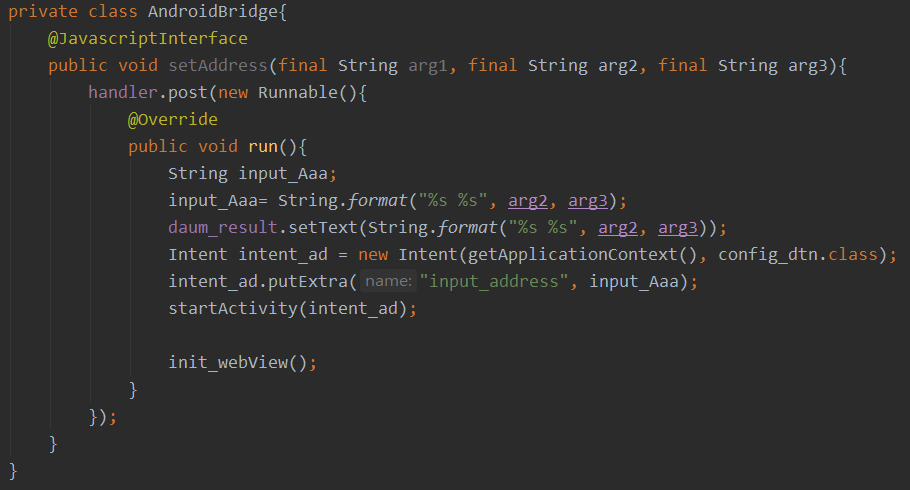 private class AndroidBridge{
@JavascriptInterface
public void setAddress(final String arg1, final String arg2, final String arg3){
handler.post(new Runnable(){
@Override
public void run(){
String input_Aaa;
input_Aaa= String.format("%s %s", arg2, arg3);
daum_result.setText(String.format("%s %s", arg2, arg3));
Intent intent_ad = new Intent(getApplicationContext(), config_dtn.class);
intent_ad.putExtra( name: "input_address", input_Aaa);
startActivity(intent_ad);
init_webView();
}
});
}
}